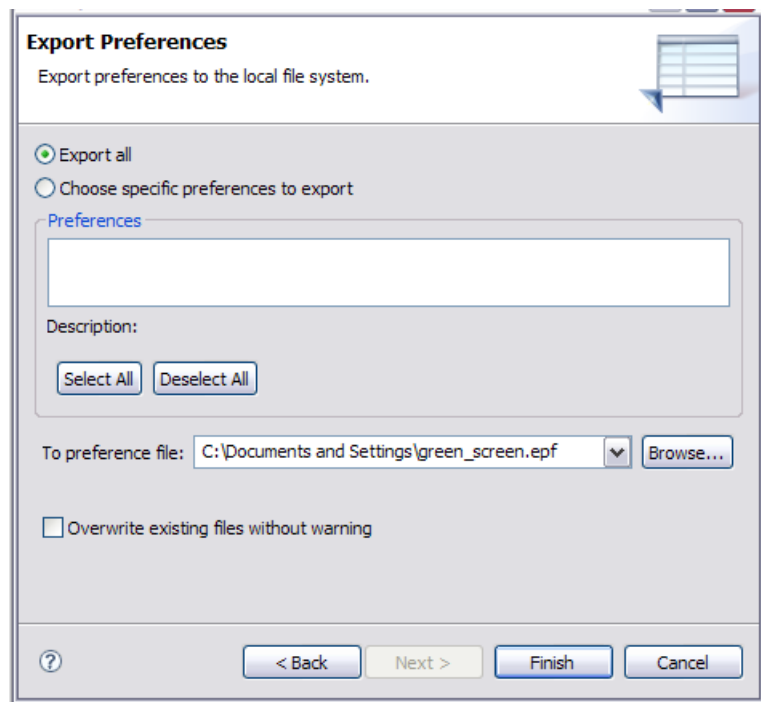 Export Preferences
Export preferences to the local file system.
Export all
Choose specific preferences to export
Preferences
Description:
Select All Deselect All
To preference file: C:\Documents and Settings\green_screen.epf Browse...
Overwrite existing files without warning
? < Back Next > Finish Cancel